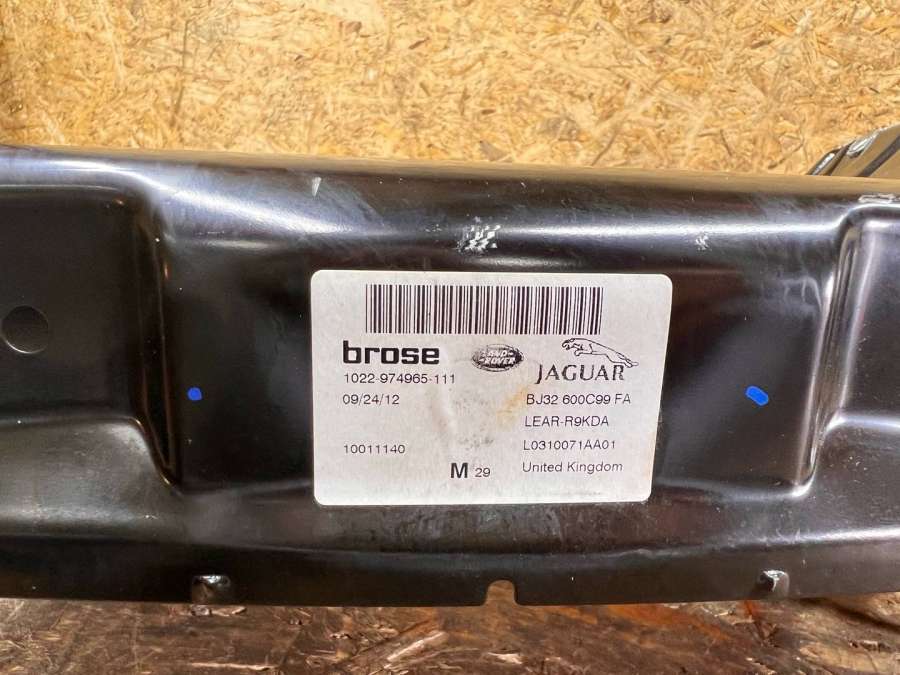 brose
LAND-
ROVER
JAGUAR
1022-974965-111
BJ32 600C99 FA
09/24/12
LEAR-R9KDA
10011140
L0310071AA01
M 29
United Kingdom